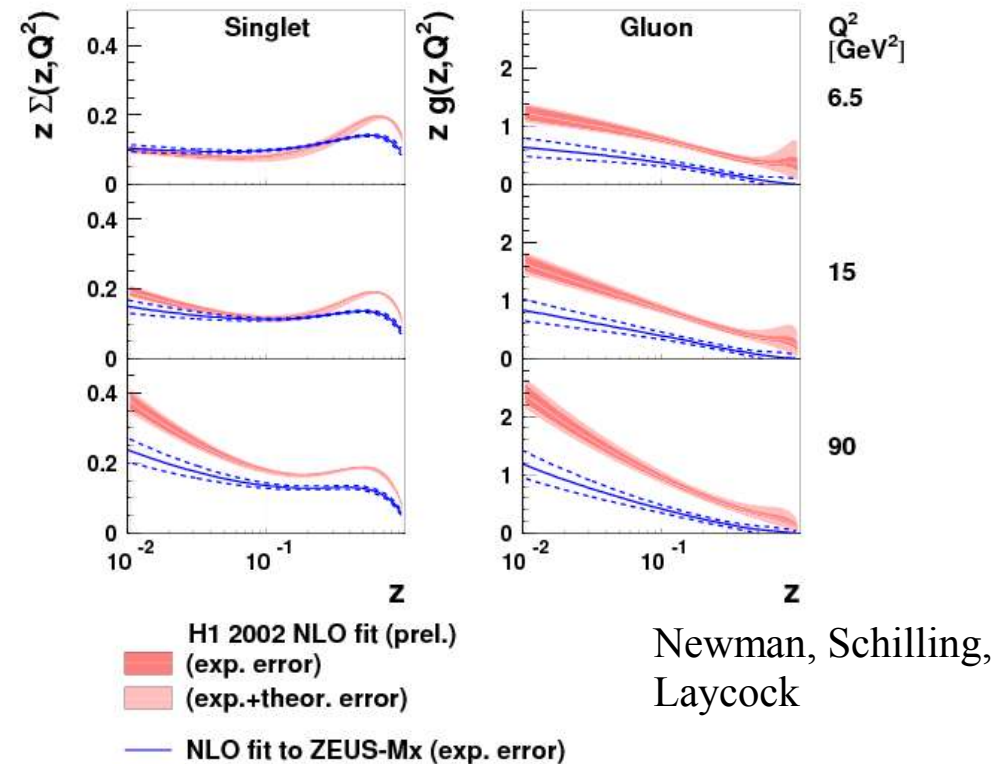 z Σ(z,Q²)
Singlet
0.4
0.2
0
0.4
0.2
0
0.4
0.2
0
10⁻² 10⁻¹
z
z g(z,Q²)
Gluon
2
1
0
2
1
0
2
1
0
10⁻² 10⁻¹
z
Q²
[GeV²]
6.5
15
90
H1 2002 NLO fit (prel.)
(exp. error)
(exp.+theor. error)
NLO fit to ZEUS-Mx (exp. error)
Newman, Schilling,
Laycock